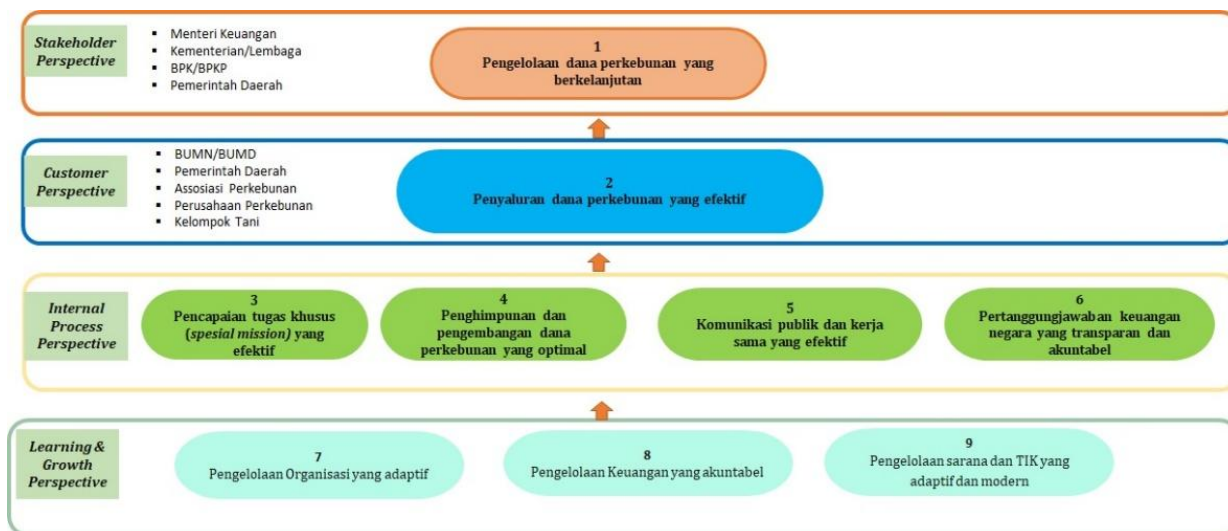 Stakeholder
Perspective
▪ Menteri Keuangan
▪ Kementerian/Lembaga
▪ BPK/BPKP
▪ Pemerintah Daerah
1
Pengelolaan dana perkebunan yang
berkelanjutan
Customer
Perspective
▪ BUMN/BUMD
▪ Pemerintah Daerah
▪ Assosiasi Perkebunan
▪ Perusahaan Perkebunan
▪ Kelompok Tani
2
Penyaluran dana perkebunan yang efektif
Internal
Process
Perspective
3
Pencapaian tugas khusus
(spesial mission) yang
efektif
4
Penghimpunan dan
pengembangan dana
perkebunan yang optimal
5
Komunikasi publik dan kerja
sama yang efektif
6
Pertanggungjawaban keuangan
negara yang transparan dan
akuntabel
Learning &
Growth
Perspective
7
Pengelolaan Organisasi yang adaptif
8
Pengelolaan Keuangan yang akuntabel
9
Pengelolaan sarana dan TIK yang
adaptif dan modern